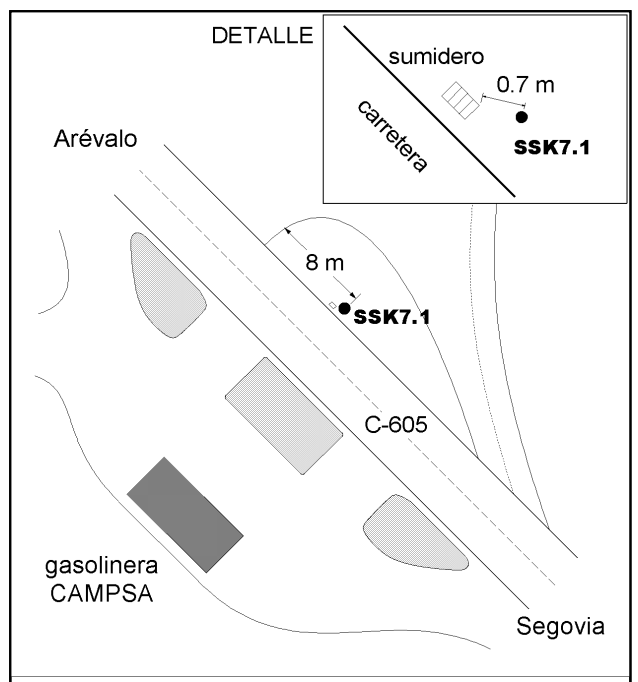 DETALLE
sumidero
0.7 m
carretera
SSK7.1
Arévalo
8 m
SSK7.1
C-605
gasolinera
CAMPSA
Segovia